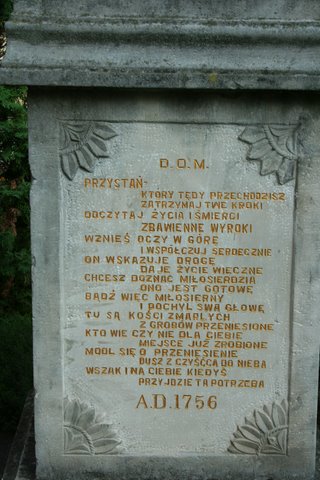 D.O.M.
PRZYSTAŃ-
KTÓRY TĘDY PRZECHODZISZ
ZATRZYMAJ TWE KROKI
ODCZYTAJ ŻYCIA I ŚMIERCI
ZBAWIENNE WYROKI
WZNIEŚ OCZY W GÓRĘ
I WSPÓŁCZUJ SERDECZNIE
ON WSKAZUJE DROGĘ
DAJE ŻYCIE WIECZNE
CHCESZ DOZNAĆ MIŁOSIERDZIA
ONO JEST GOTOWE
BĄDŹ WIĘC MIŁOSIERNY
I POCHYL SWĄ GŁOWĘ
TU SĄ KOŚCI ZMARŁYCH
Z GROBÓW PRZENIESIONE
KTO WIE CZY NIE DLA CIEBIE
MIEJSCE JUŻ ZROBIONE
MÓDL SIĘ O PRZENIESIENIE
DUSZ Z CZYŚĆCA DO NIEBA
WSZAK I NA CIEBIE KIEDYŚ
PRZYJDZIE TA POTRZEBA
A.D. 1756